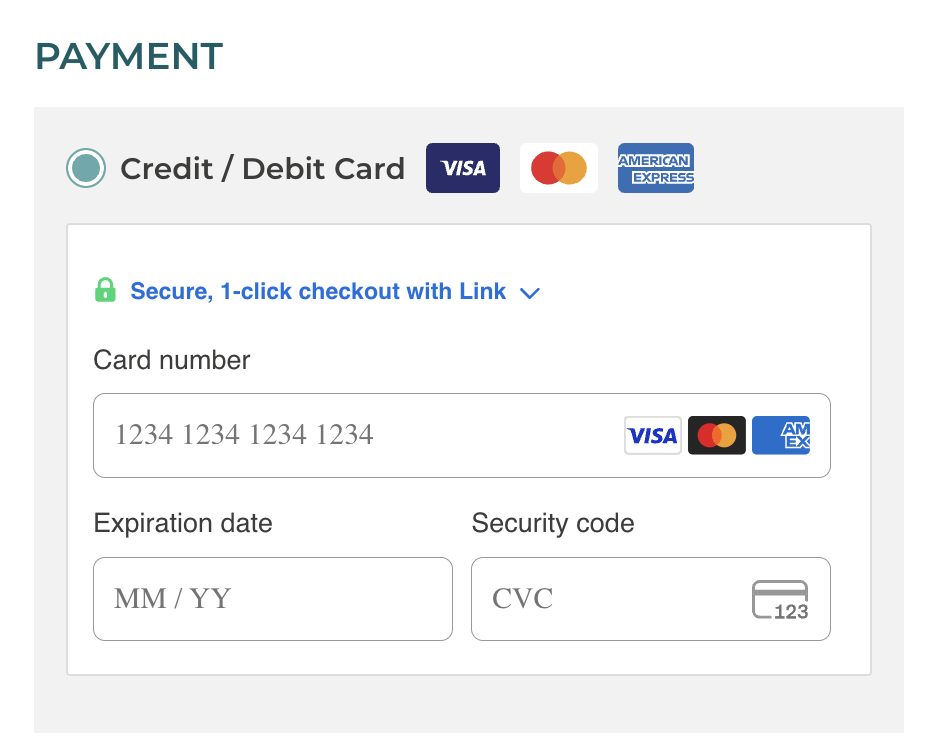 PAYMENT
Credit / Debit Card VISA AMERICAN EXPRESS
Secure, 1-click checkout with Link
Card number
1234 1234 1234 1234 VISA AM EX
Expiration date Security code
MM / YY CVC 123